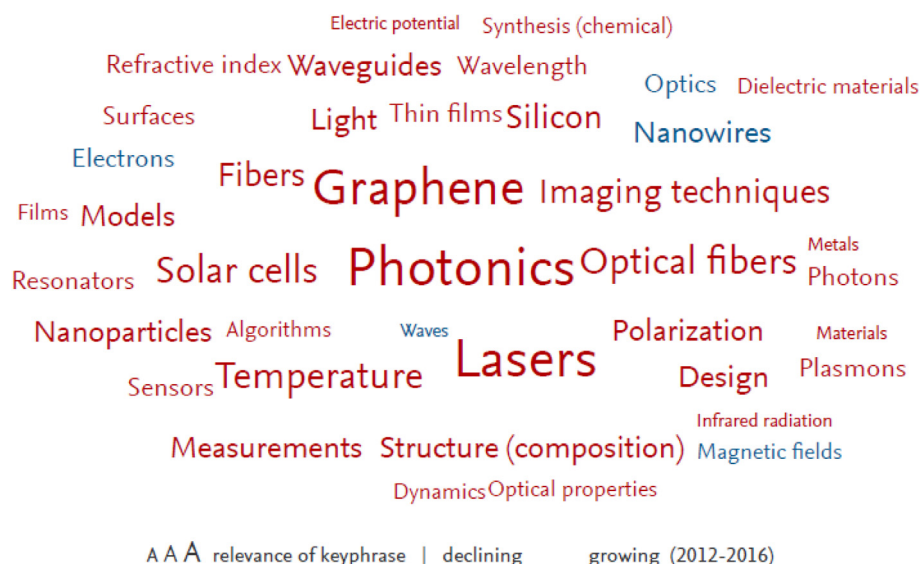 Electric potential Synthesis (chemical)
Refractive index Waveguides Wavelength
Optics Dielectric materials
Surfaces Light Thin films Silicon Nanowires
Electrons
Fibers Graphene Imaging techniques
Films Models
Metals
Resonators Solar cells Photonics Optical fibers Photons
Nanoparticles Algorithms Waves Polarization Materials
Sensors Temperature Lasers Design Plasmons
Infrared radiation
Measurements Structure (composition) Magnetic fields
Dynamics Optical properties
A A A relevance of keyphrase | declining growing (2012-2016)